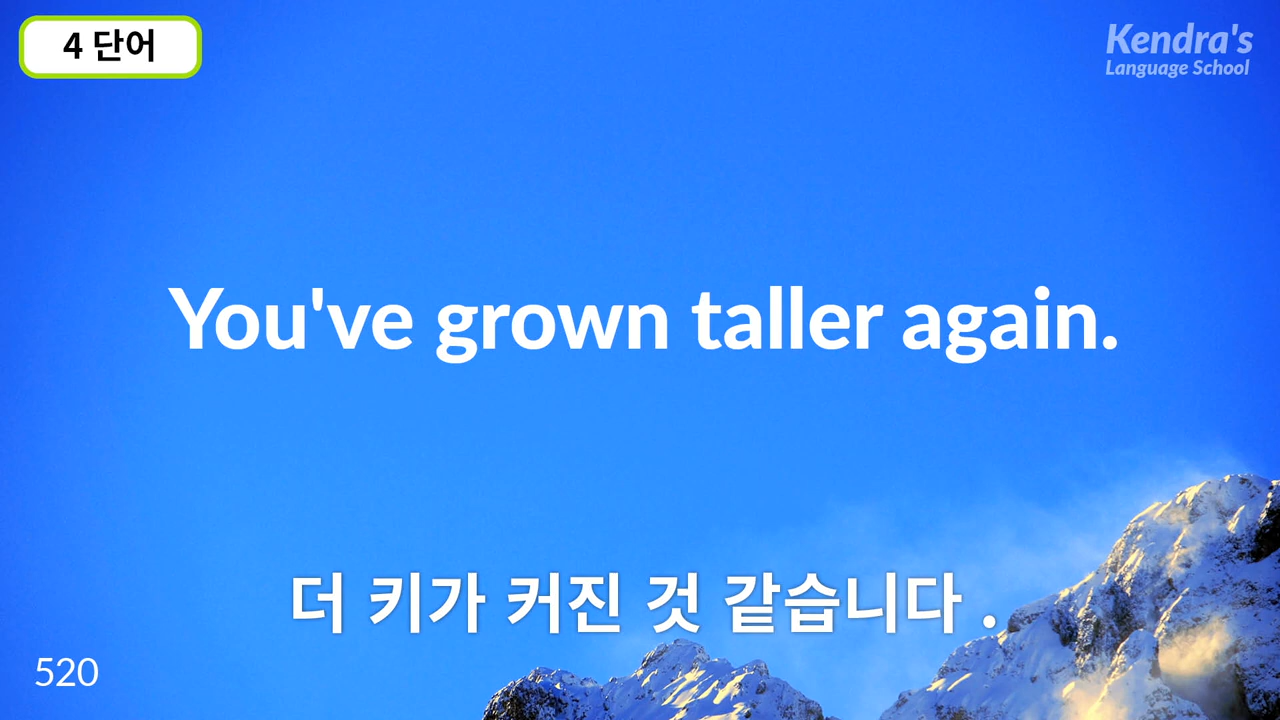 4 단어
Kendra's
Language School
You've grown taller again.
더 키가 커진 것 같습니다 .
520